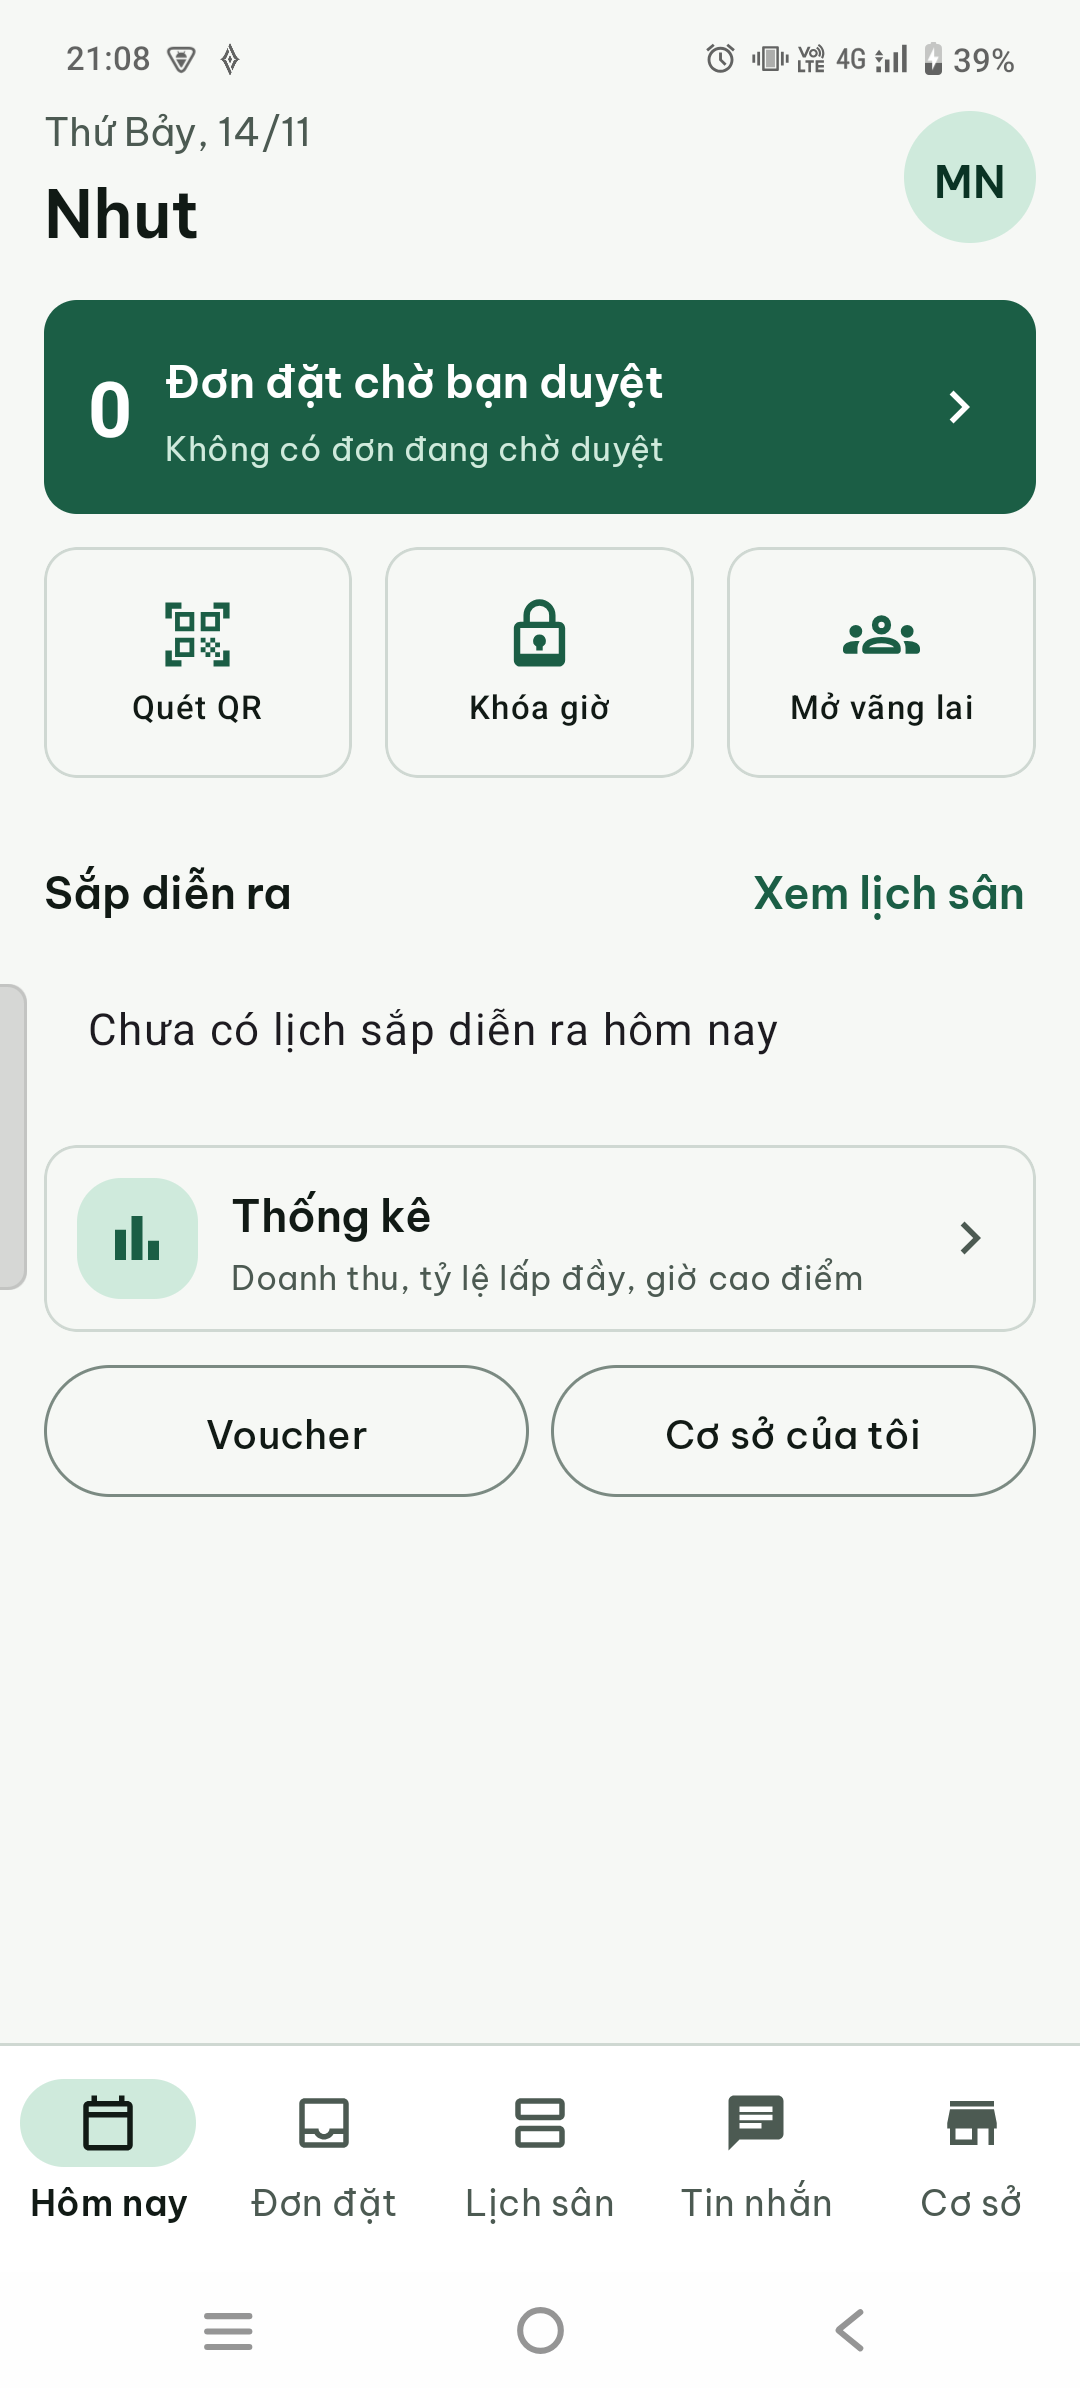 21:08
VoLTE 4G 39%
Thứ Bảy, 14/11
Nhut
MN
0
Đơn đặt chờ bạn duyệt
Không có đơn đang chờ duyệt
Quét QR
Khóa giờ
Mở vãng lai
Sắp diễn ra
Xem lịch sân
Chưa có lịch sắp diễn ra hôm nay
Thống kê
Doanh thu, tỷ lệ lấp đầy, giờ cao điểm
Voucher
Cơ sở của tôi
Hôm nay
Đơn đặt
Lịch sân
Tin nhắn
Cơ sở